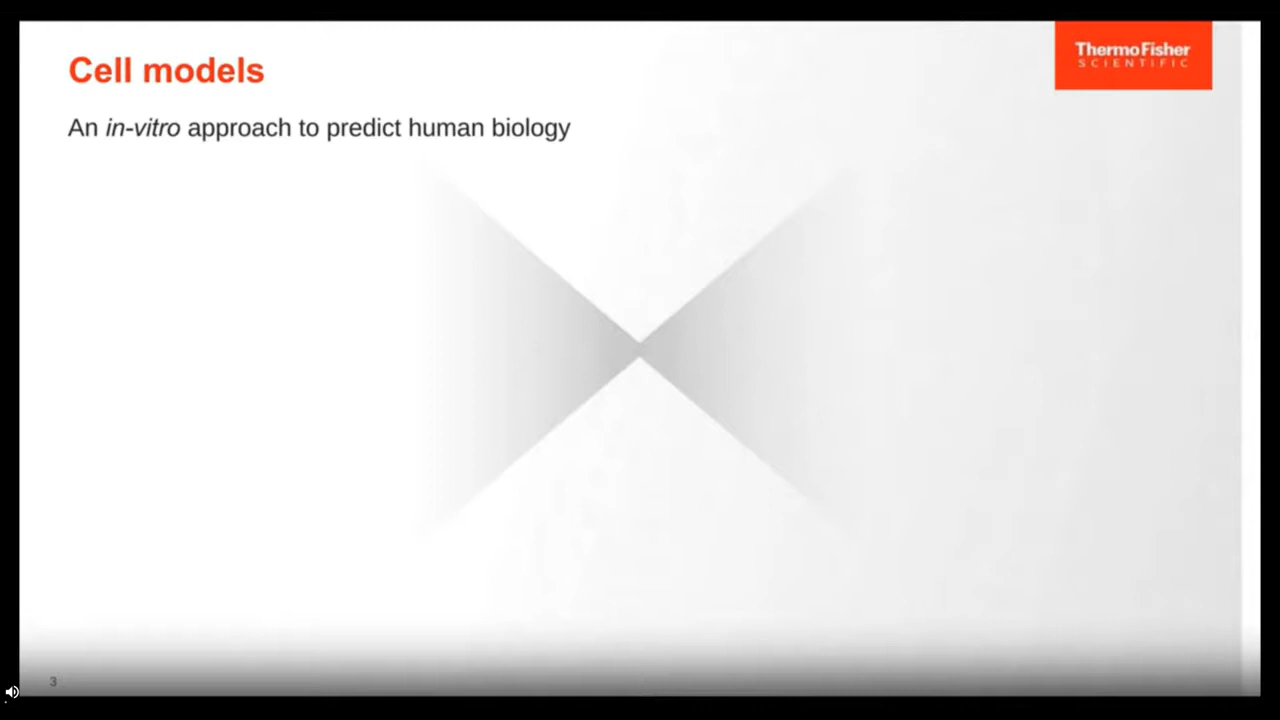 Cell models
ThermoFisher
SCIENTIFIC
An in-vitro approach to predict human biology
3